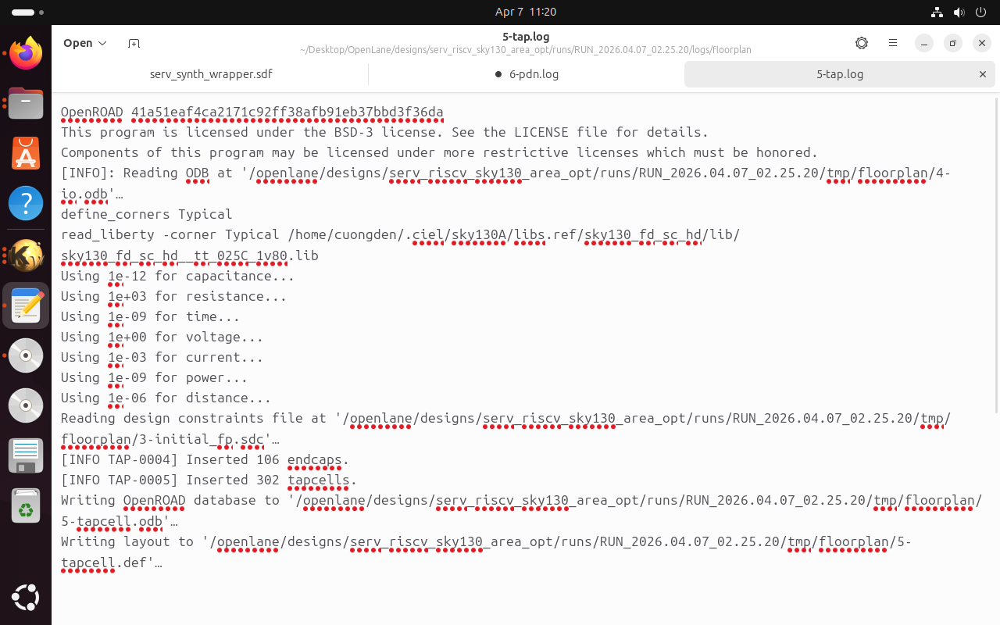 Apr 7 11:20
Open
5-tap.log
~/Desktop/OpenLane/designs/serv_riscv_sky130_area_opt/runs/RUN_2026.04.07_02.25.20/logs/floorplan
serv_synth_wrapper.sdf
6-pdn.log
5-tap.log
OpenROAD 41a51eaf4ca2171c92ff38afb91eb37bbd3f36da
This program is licensed under the BSD-3 license. See the LICENSE file for details.
Components of this program may be licensed under more restrictive licenses which must be honored.
[INFO]: Reading ODB at '/openlane/designs/serv_riscv_sky130_area_opt/runs/RUN_2026.04.07_02.25.20/tmp/floorplan/4-
io.odb'…
define_corners Typical
read_liberty -corner Typical /home/cuongden/.ciel/sky130A/libs.ref/sky130_fd_sc_hd/lib/
sky130_fd_sc_hd__tt_025C_1v80.lib
Using 1e-12 for capacitance...
Using 1e+03 for resistance...
Using 1e-09 for time...
Using 1e+00 for voltage...
Using 1e-03 for current...
Using 1e-09 for power...
Using 1e-06 for distance...
Reading design constraints file at '/openlane/designs/serv_riscv_sky130_area_opt/runs/RUN_2026.04.07_02.25.20/tmp/
floorplan/3-initial_fp.sdc'…
[INFO TAP-0004] Inserted 106 endcaps.
[INFO TAP-0005] Inserted 302 tapcells.
Writing OpenROAD database to '/openlane/designs/serv_riscv_sky130_area_opt/runs/RUN_2026.04.07_02.25.20/tmp/floorplan/
5-tapcell.odb'…
Writing layout to '/openlane/designs/serv_riscv_sky130_area_opt/runs/RUN_2026.04.07_02.25.20/tmp/floorplan/5-
tapcell.def'…